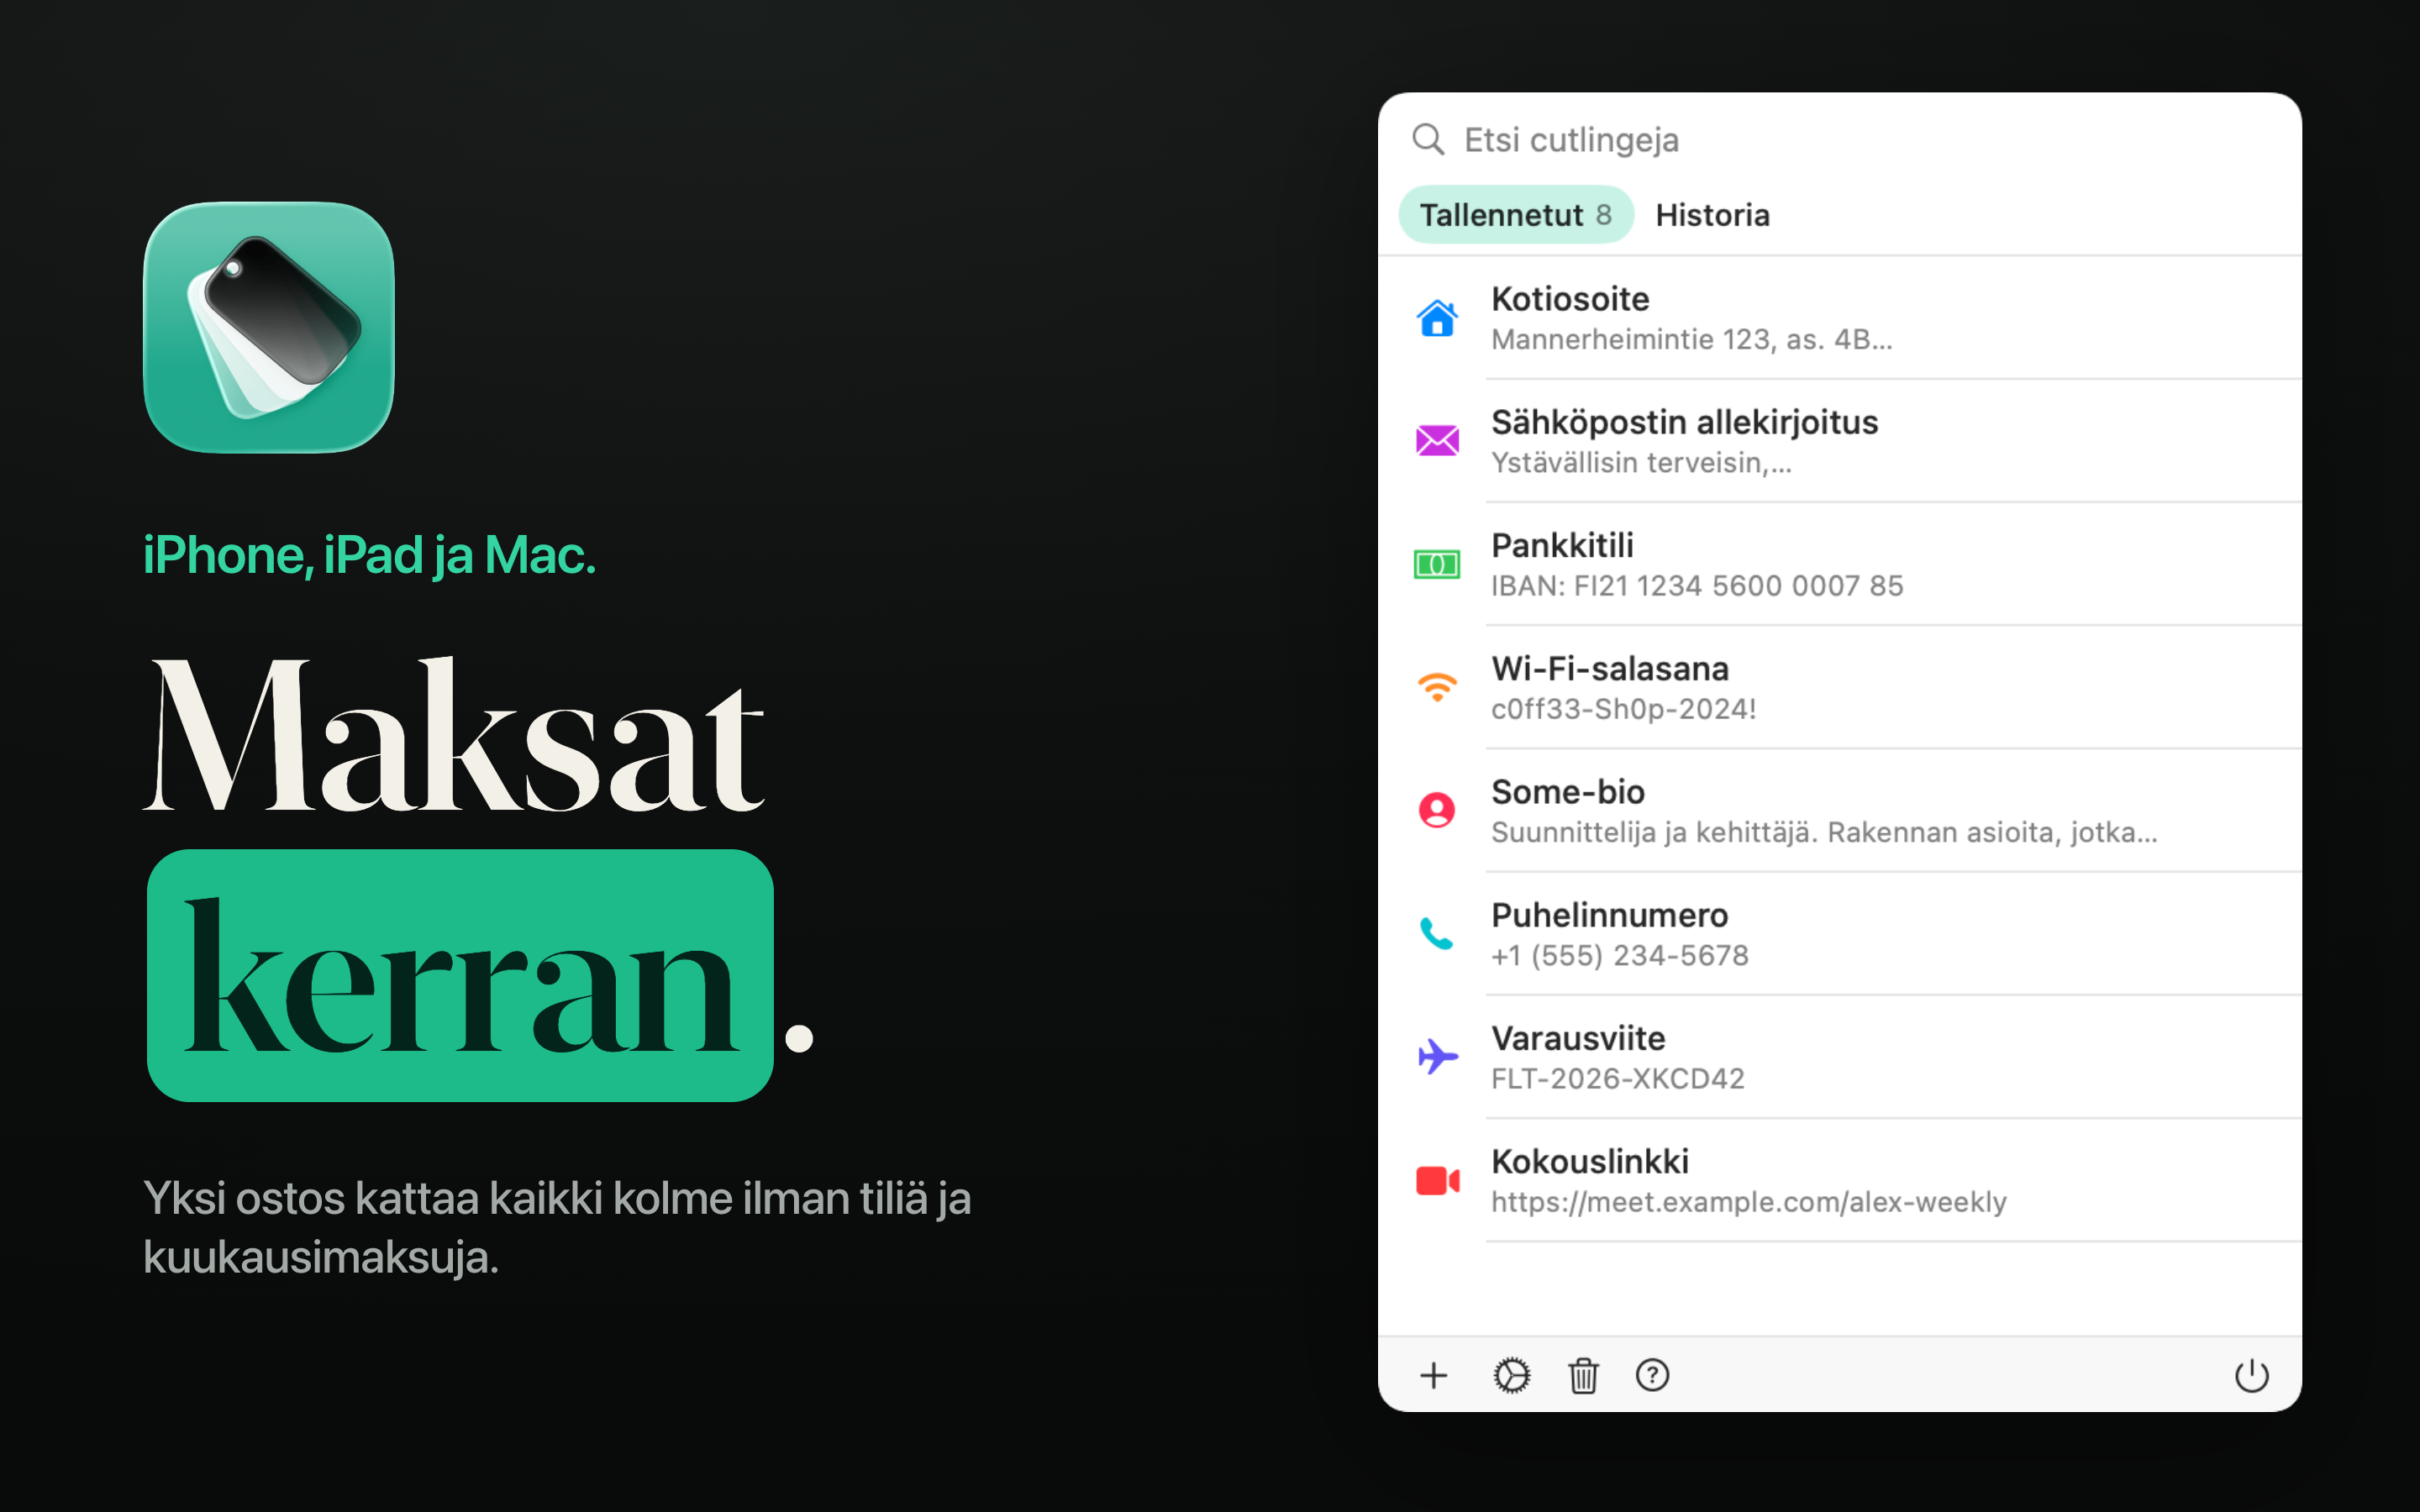 iPhone, iPad ja Mac.
Maksat
kerran.
Yksi ostos kattaa kaikki kolme ilman tiliä ja
kuukausimaksuja.
Etsi cutlingeja
Tallennetut 8 Historia
Kotiosoite
Mannerheimintie 123, as. 4B...
Sähköpostin allekirjoitus
Ystävällisin terveisin,...
Pankkitili
IBAN: FI21 1234 5600 0007 85
Wi-Fi-salasana
c0ff33-Sh0p-2024!
Some-bio
Suunnittelija ja kehittäjä. Rakennan asioita, jotka...
Puhelinnumero
+1 (555) 234-5678
Varausviite
FLT-2026-XKCD42
Kokouslinkki
https://meet.example.com/alex-weekly